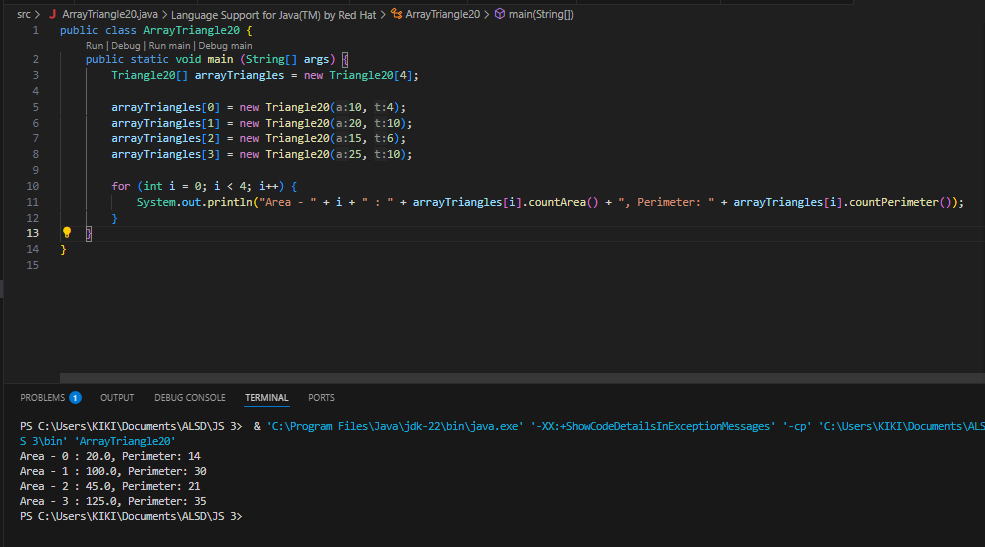 src > J ArrayTriangle20.java > Language Support for Java(TM) by Red Hat > ArrayTriangle20 > main(String[])
1 public class ArrayTriangle20 {
Run | Debug | Run main | Debug main
2 public static void main (String[] args) {
3 Triangle20[] arrayTriangles = new Triangle20[4];
4
5 arrayTriangles[0] = new Triangle20(a:10, t:4);
6 arrayTriangles[1] = new Triangle20(a:20, t:10);
7 arrayTriangles[2] = new Triangle20(a:15, t:6);
8 arrayTriangles[3] = new Triangle20(a:25, t:10);
9
10 for (int i = 0; i < 4; i++) {
11 System.out.println("Area - " + i + " : " + arrayTriangles[i].countArea() + ", Perimeter: " + arrayTriangles[i].countPerimeter());
12 }
13 }
14 }
15
PROBLEMS 1 OUTPUT DEBUG CONSOLE TERMINAL PORTS
PS C:\Users\KIKI\Documents\ALSD\JS 3> & 'C:\Program Files\Java\jdk-22\bin\java.exe' '-XX:+ShowCodeDetailsInExceptionMessages' '-cp' 'C:\Users\KIKI\Documents\ALS
S 3\bin' 'ArrayTriangle20'
Area - 0 : 20.0, Perimeter: 14
Area - 1 : 100.0, Perimeter: 30
Area - 2 : 45.0, Perimeter: 21
Area - 3 : 125.0, Perimeter: 35
PS C:\Users\KIKI\Documents\ALSD\JS 3>